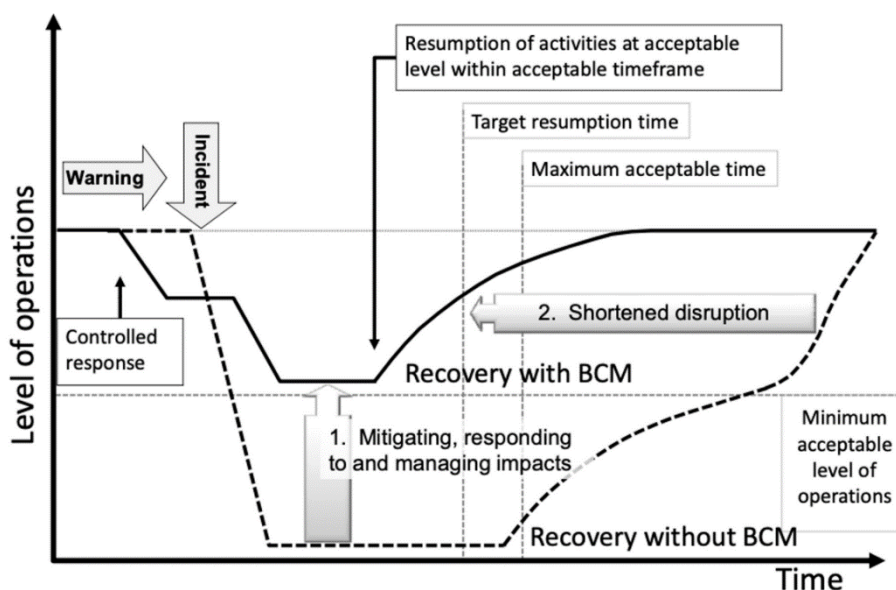 Resumption of activities at acceptable
level within acceptable timeframe
Target resumption time
Incident
Maximum acceptable time
Warning
Level of operations
Controlled
response
2. Shortened disruption
Recovery with BCM
1. Mitigating, responding
to and managing impacts
Minimum
acceptable
level of
operations
Recovery without BCM
Time